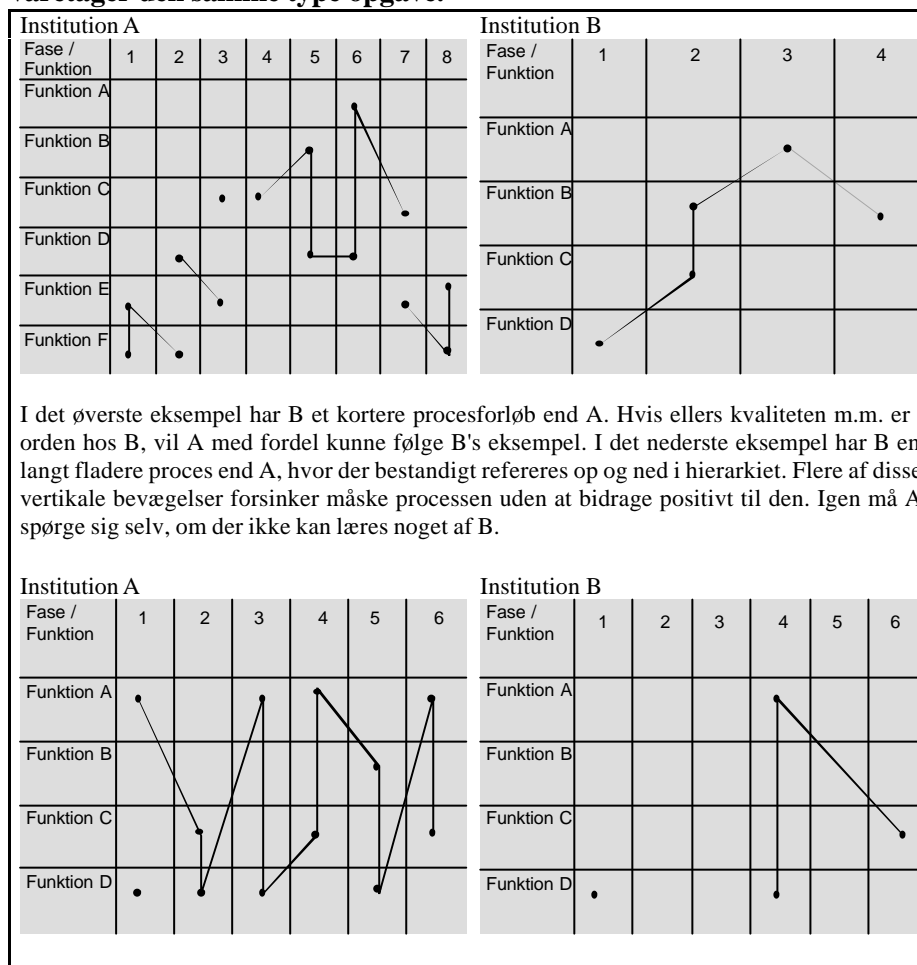 varetager den samme type opgave.
Institution A
Fase / Funktion 1 2 3 4 5 6 7 8
Funktion A
Funktion B
Funktion C
Funktion D
Funktion E
Funktion F
Institution B
Fase / Funktion 1 2 3 4
Funktion A
Funktion B
Funktion C
Funktion D
I det øverste eksempel har B et kortere procesforløb end A. Hvis ellers kvaliteten m.m. er
orden hos B, vil A med fordel kunne følge B's eksempel. I det nederste eksempel har B en
langt fladere proces end A, hvor der bestandigt refereres op og ned i hierarkiet. Flere af disse
vertikale bevægelser forsinker måske processen uden at bidrage positivt til den. Igen må A
spørge sig selv, om der ikke kan læres noget af B.
Institution A
Fase / Funktion 1 2 3 4 5 6
Funktion A
Funktion B
Funktion C
Funktion D
Institution B
Fase / Funktion 1 2 3 4 5 6
Funktion A
Funktion B
Funktion C
Funktion D